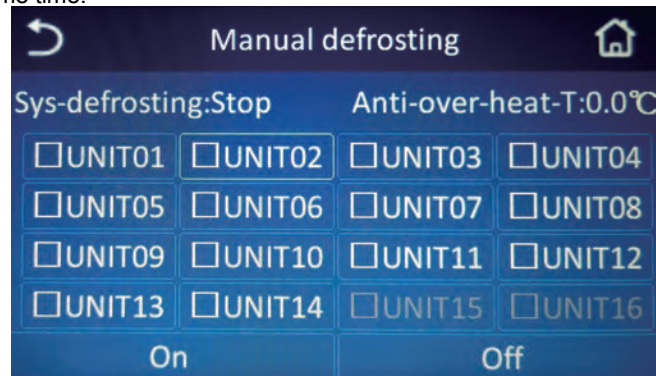 Manual defrosting
Sys-defrosting:Stop Anti-over-heat-T:0.0℃
☐UNIT01 ☐UNIT02 ☐UNIT03 ☐UNIT04
☐UNIT05 ☐UNIT06 ☐UNIT07 ☐UNIT08
☐UNIT09 ☐UNIT10 ☐UNIT11 ☐UNIT12
☐UNIT13 ☐UNIT14 ☐UNIT15 ☐UNIT16
On Off